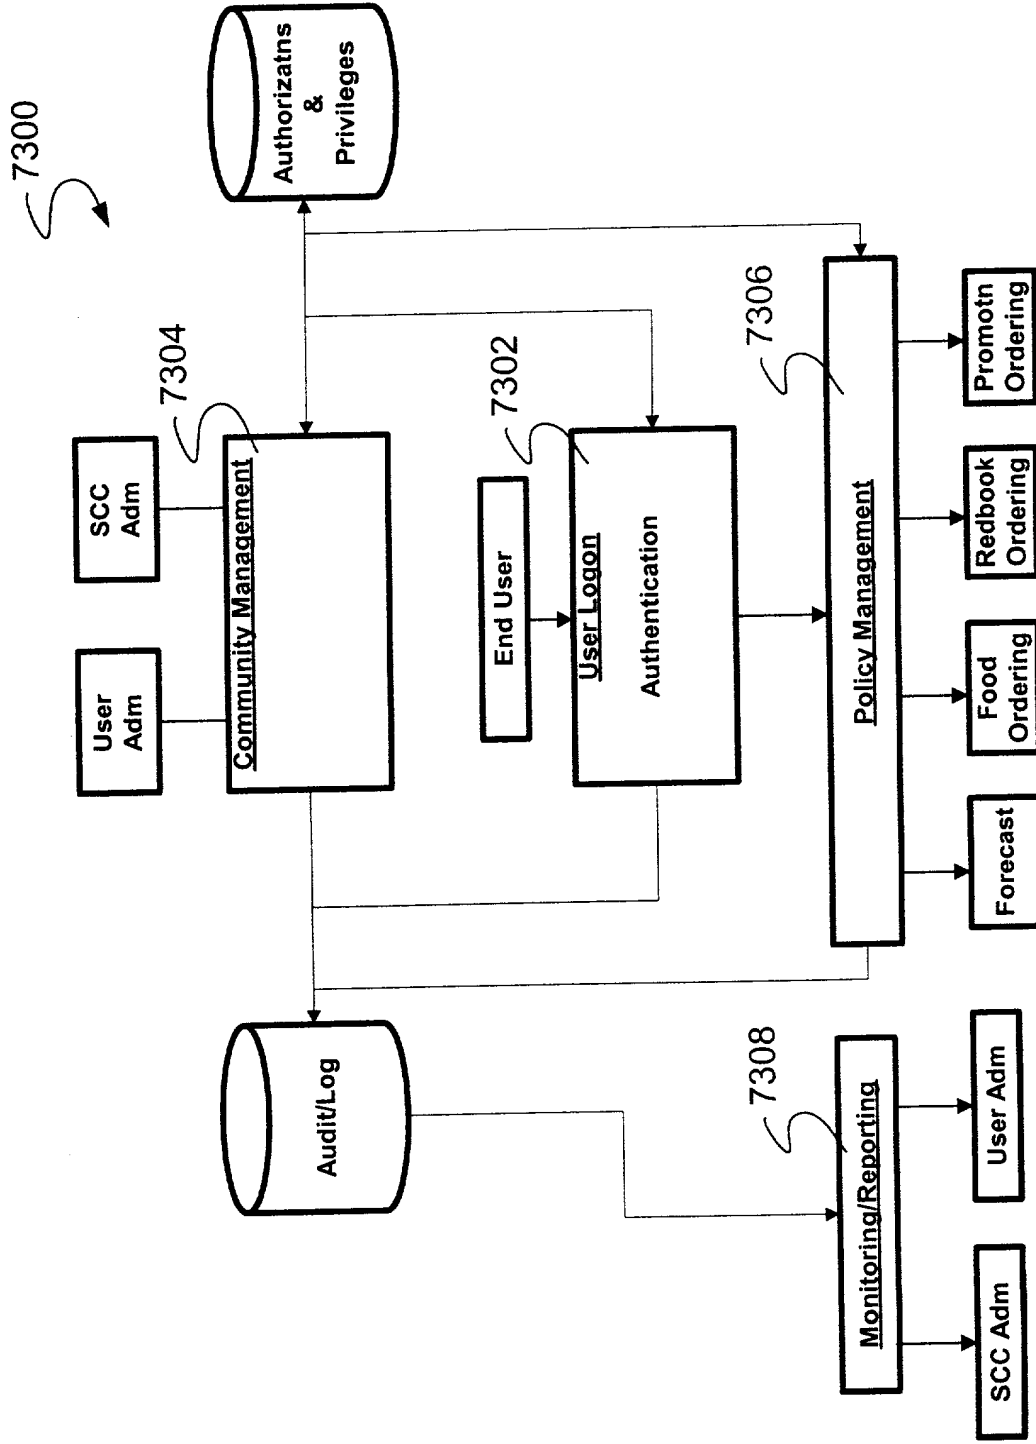 7300
User
Adm
SCC
Adm
7304
Community Management
Audit/Log
Authorizatns
&
Privileges
End User
7302
User Logon
Authentication
7308
Monitoring/Reporting
7306
Policy Management
SCC Adm
User Adm
Forecast
Food
Ordering
Redbook
Ordering
Promotn
Ordering